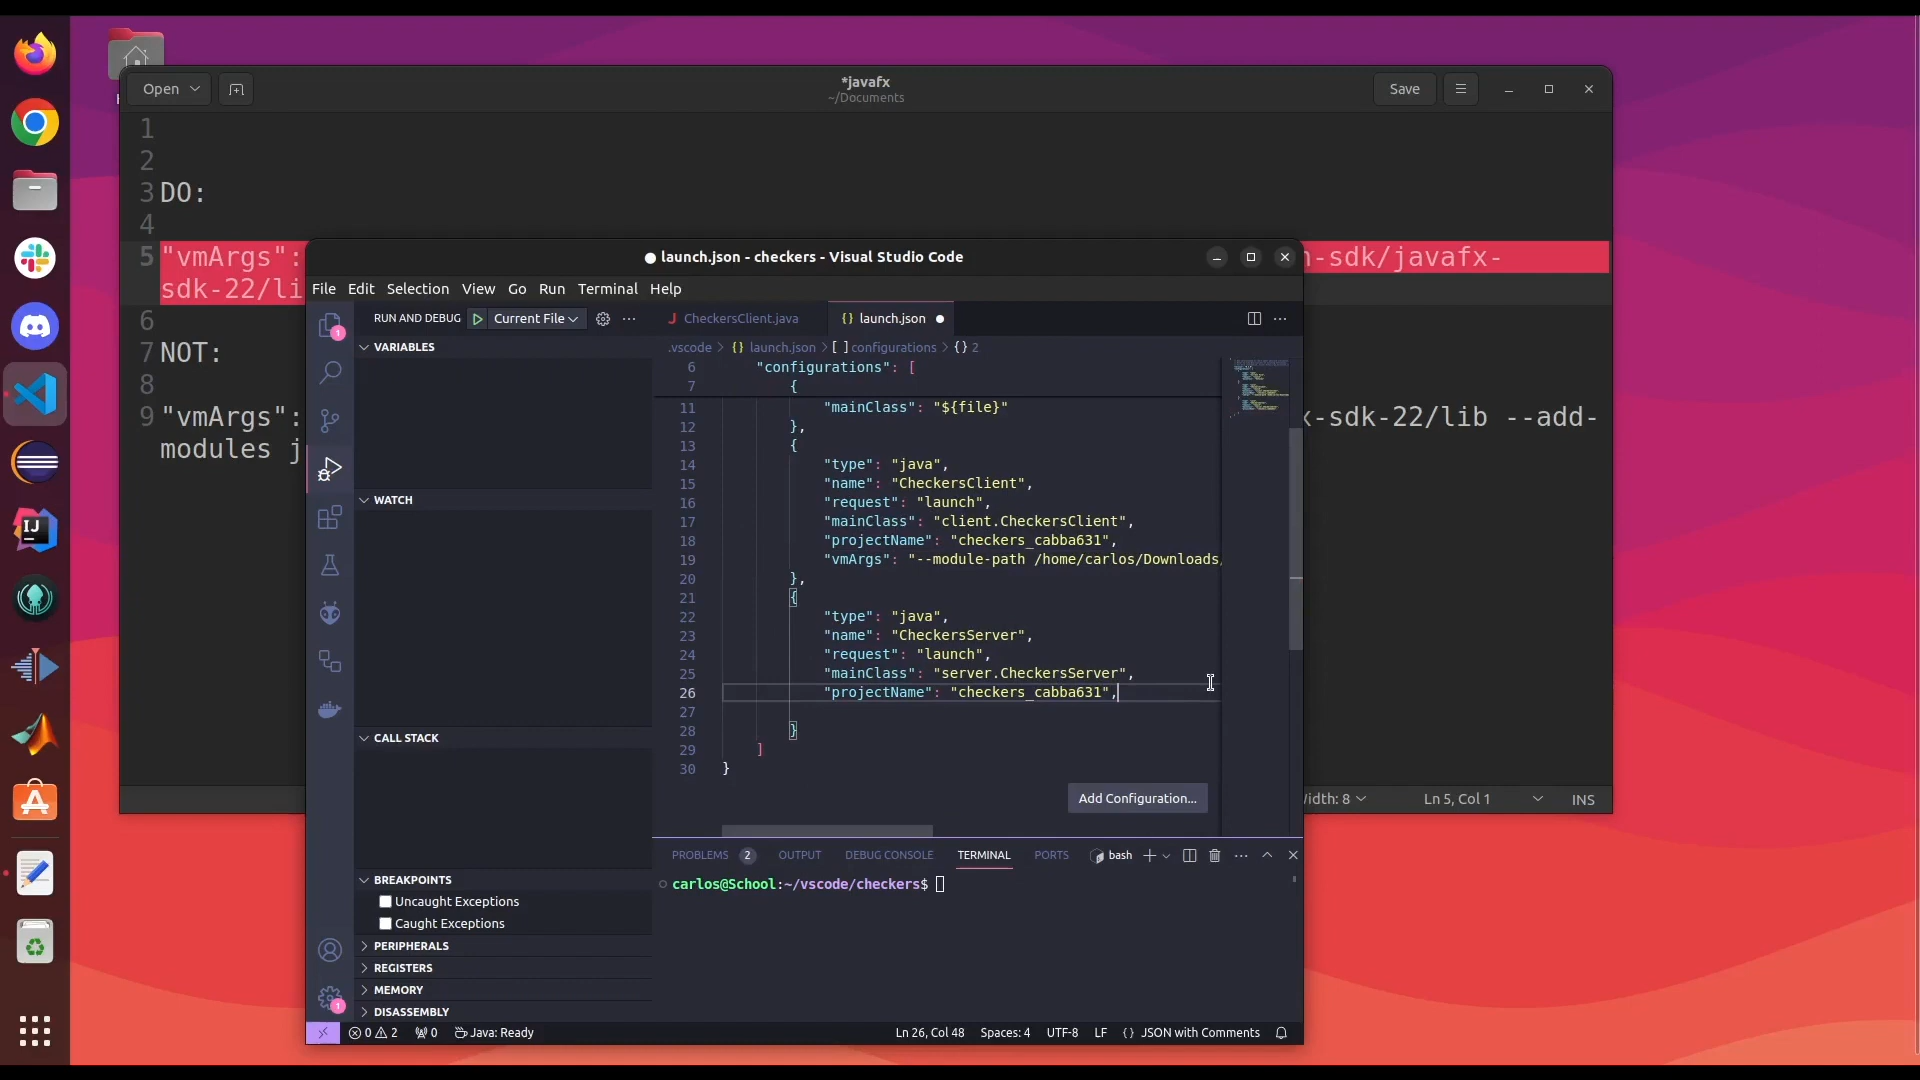 Open
*javafx
~/Documents
Save
1
2
3 DO:
4
5 "vmArgs":
n-sdk/javafx-
sdk-22/li
6
7 NOT:
8
9 "vmArgs":
x-sdk-22/lib --add-
modules j
Width: 8
Ln 5, Col 1
INS
launch.json - checkers - Visual Studio Code
File Edit Selection View Go Run Terminal Help
RUN AND DEBUG
Current File
VARIABLES
WATCH
CALL STACK
BREAKPOINTS
Uncaught Exceptions
Caught Exceptions
PERIPHERALS
REGISTERS
MEMORY
DISASSEMBLY
J CheckersClient.java
{} launch.json
.vscode > {} launch.json > [ ] configurations > {} 2
6 "configurations": [
7 {
11 "mainClass": "${file}"
12 },
13 {
14 "type": "java",
15 "name": "CheckersClient",
16 "request": "launch",
17 "mainClass": "client.CheckersClient",
18 "projectName": "checkers_cabba631",
19 "vmArgs": "--module-path /home/carlos/Downloads/
20 },
21 {
22 "type": "java",
23 "name": "CheckersServer",
24 "request": "launch",
25 "mainClass": "server.CheckersServer",
26 "projectName": "checkers_cabba631",
27
28 }
29 ]
30 }
Add Configuration...
PROBLEMS 2 OUTPUT DEBUG CONSOLE TERMINAL PORTS bash
carlos@School:~/vscode/checkers$
0 2 0 Java: Ready
Ln 26, Col 48 Spaces: 4 UTF-8 LF {} JSON with Comments
1
1
IJ